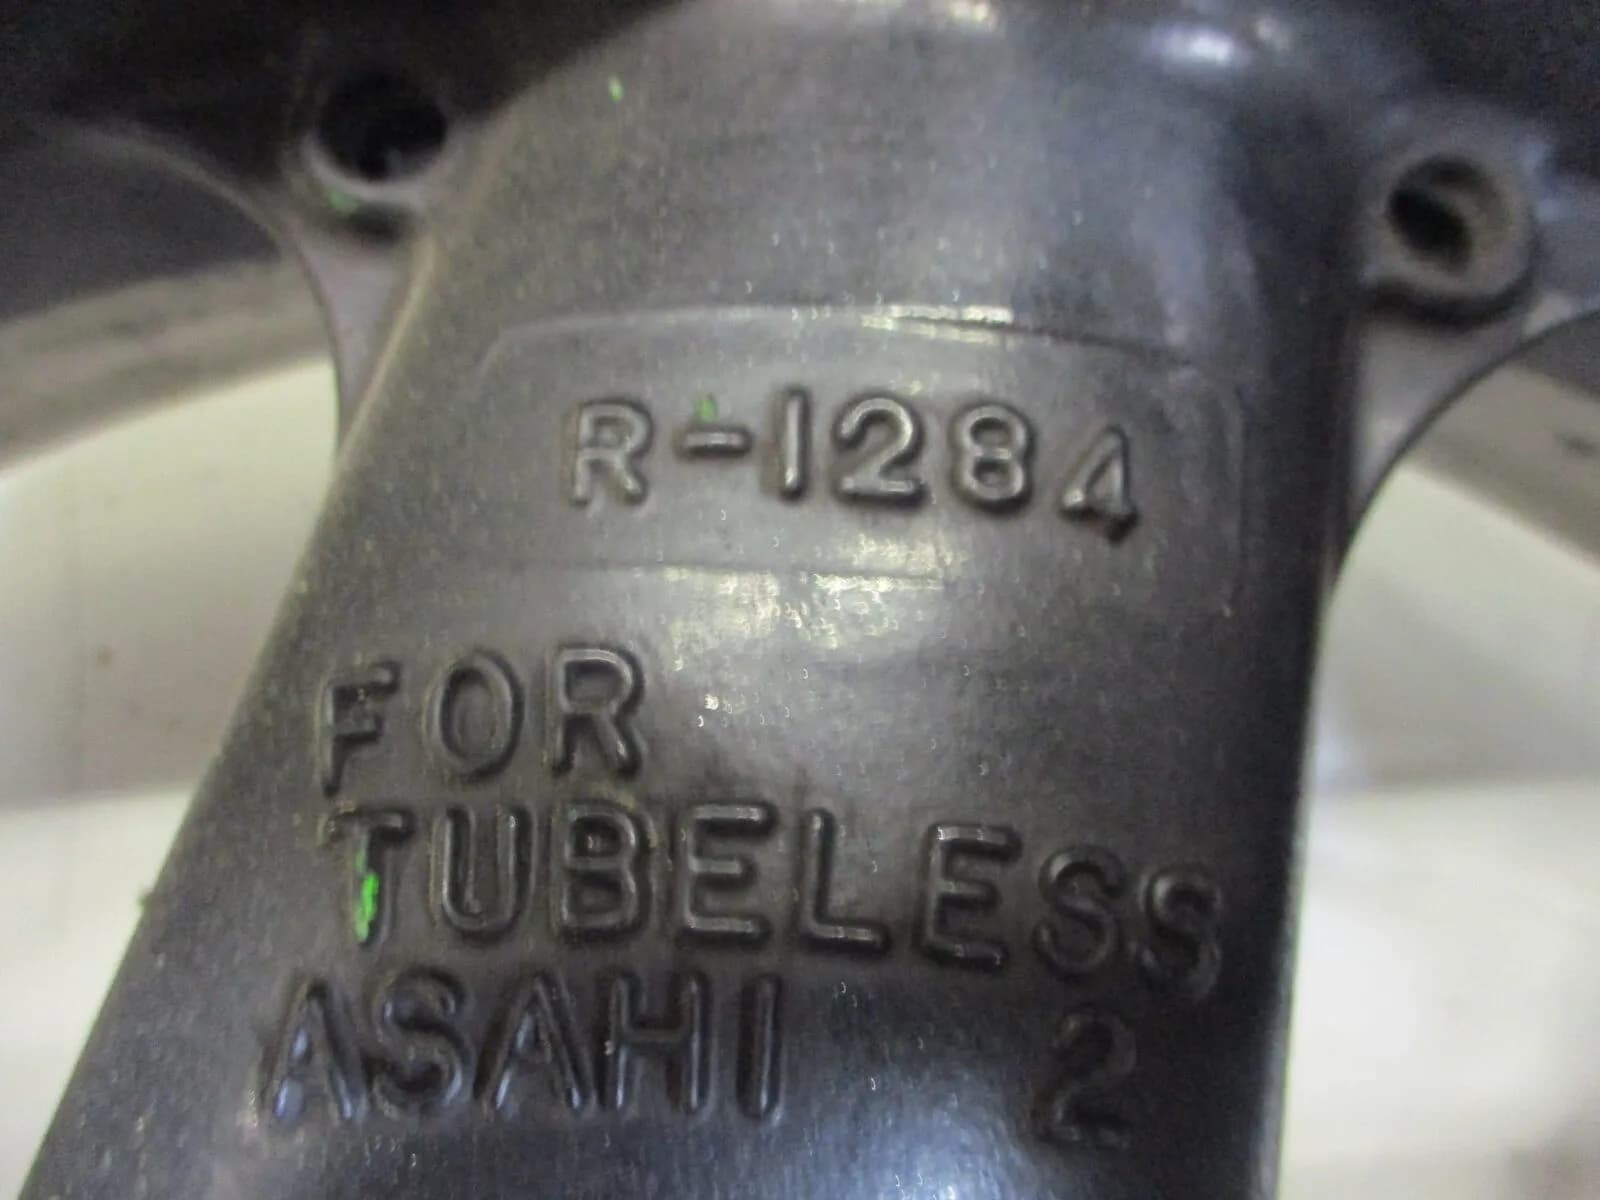 R-1284
FOR
TUBELESS
ASAHI 2